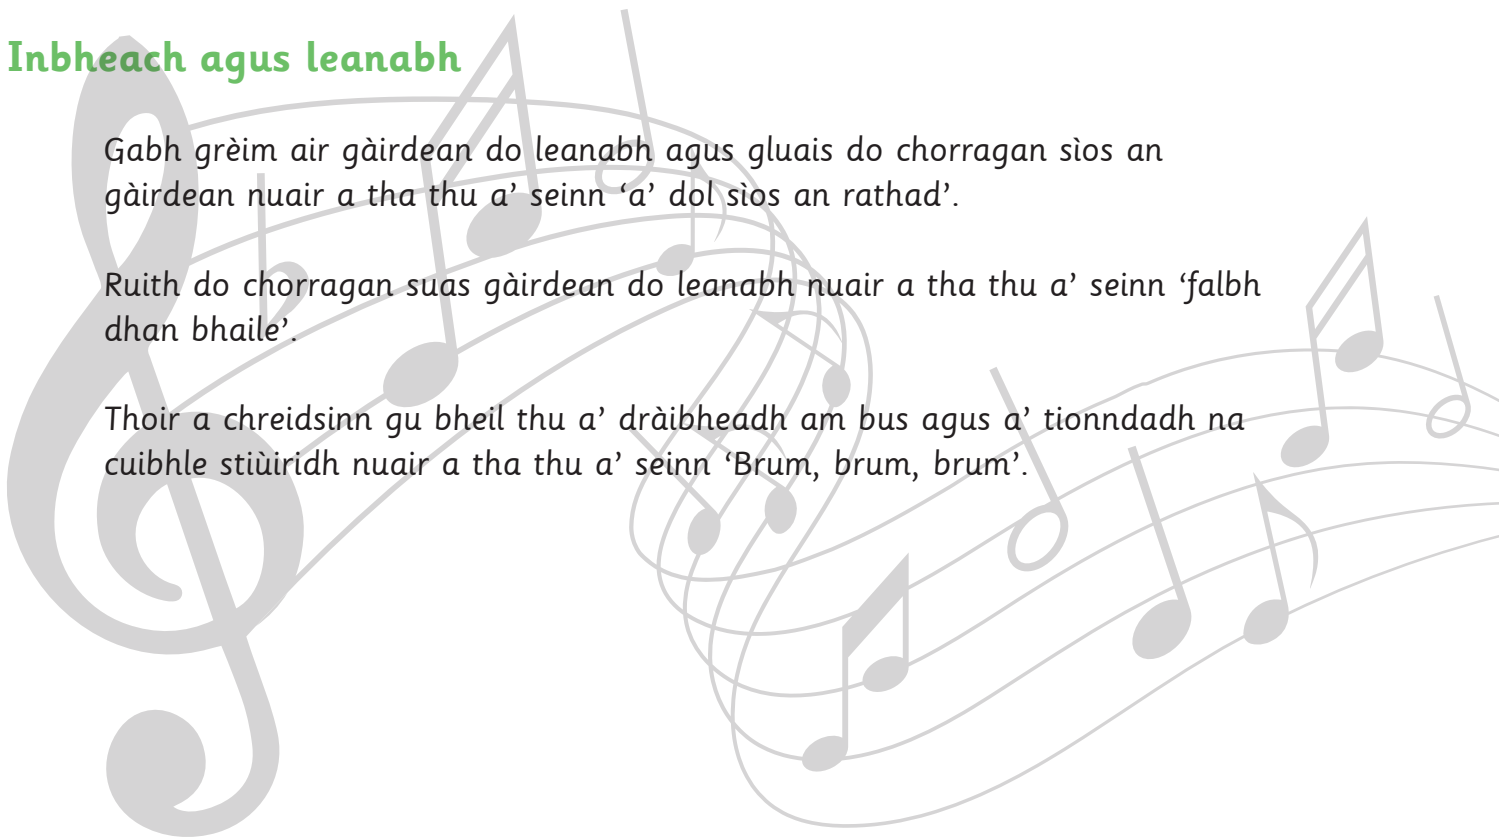 Inbheach agus leanabh
Gabh grèim air gàirdean do leanabh agus gluais do chorragan sìos an
gàirdean nuair a tha thu a’ seinn ‘a’ dol sìos an rathad’.
Ruith do chorragan suas gàirdean do leanabh nuair a tha thu a’ seinn ‘falbh
dhan bhaile’.
Thoir a chreidsinn gu bheil thu a’ dràibheadh am bus agus a’ tionndadh na
cuibhle stiùiridh nuair a tha thu a’ seinn ‘Brum, brum, brum’.